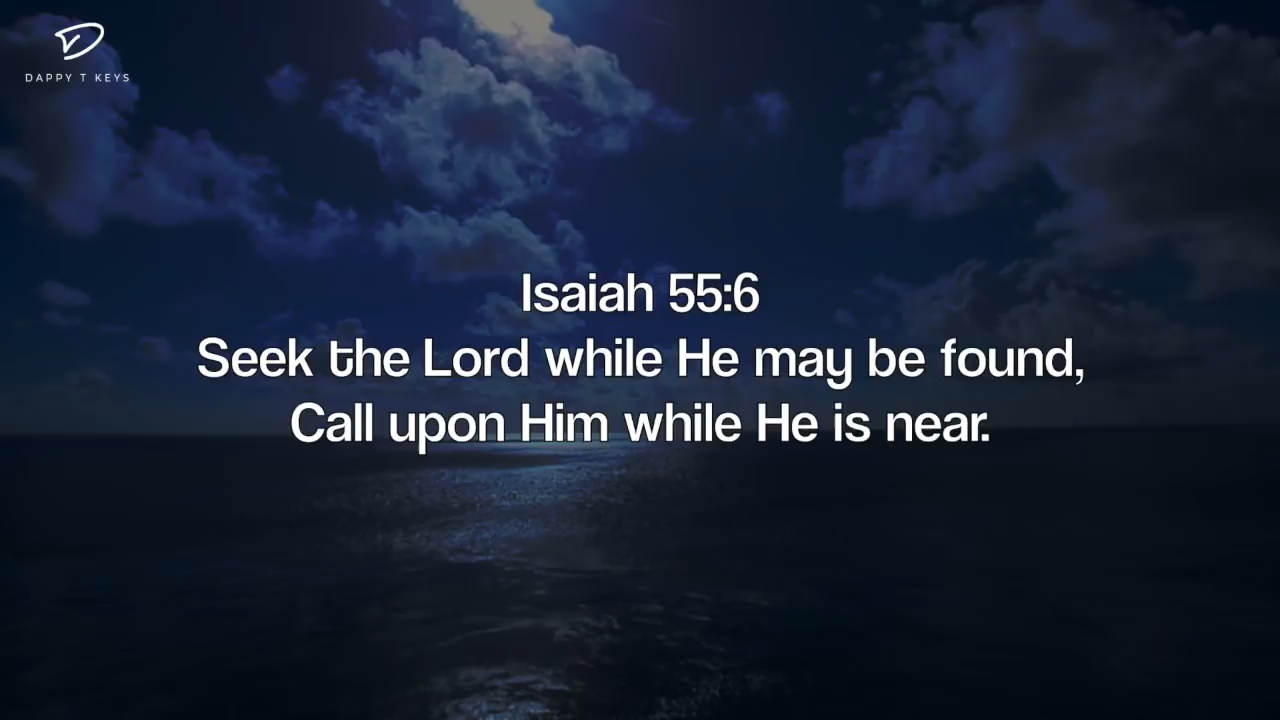 DAPPY T KEYS
Isaiah 55:6
Seek the Lord while He may be found,
Call upon Him while He is near.